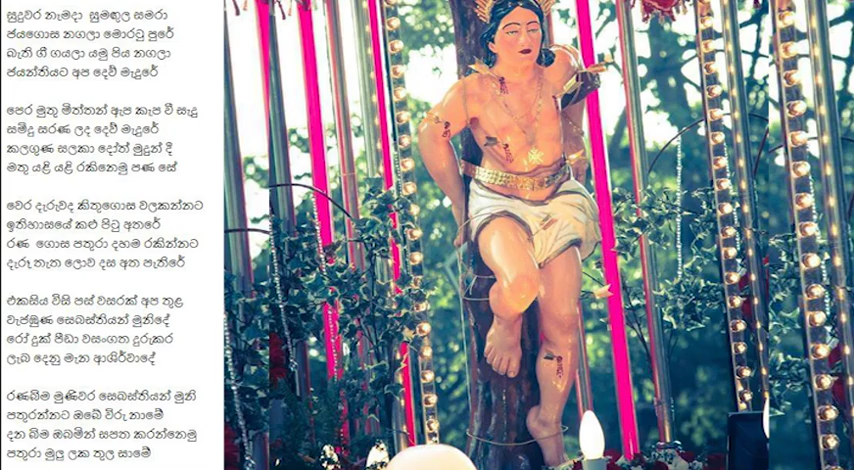 සුදුවර නැමදා සුමඟුල සමරා
ජයගොස නගලා මොරටු පුරේ
බැති ගී ගයලා යමු පිය නගලා
ජයන්තියට අප දෙව් මැදුරේ
පෙර මුතු මිත්තන් ඇප කැප වී සැදූ
සමිදු සරණ ලද දෙව් මැදුරේ
කලගුණ සලකා දෝත් මුදුන් දී
මතු යළි යළි රකිනෙමු පණ සේ
වෙර දැරුවද කිතුගොස වලකන්නට
ඉතිහාසයේ කළු පිටු අතරේ
රණ ගොස පතුරා දහම රකින්නට
දැරූ තැත ලොව දස අත පැතිරේ
එකසිය විසි පස් වසරක් අප තුළ
වැජඹුණ සෙබස්තියන් මුනිදේ
රෝ දුක් පීඩා වසංගත දුරුකර
ලැබ දෙනු මැන ආශිර්වාදේ
රණබිම මුණිවර සෙබස්තියන් මුනි
පතුරන්නට ඔබේ විරු නාමේ
දන බිම ඔබමින් සපත කරන්නෙමු
පතුරා මුලු ලක තුල සාමේ